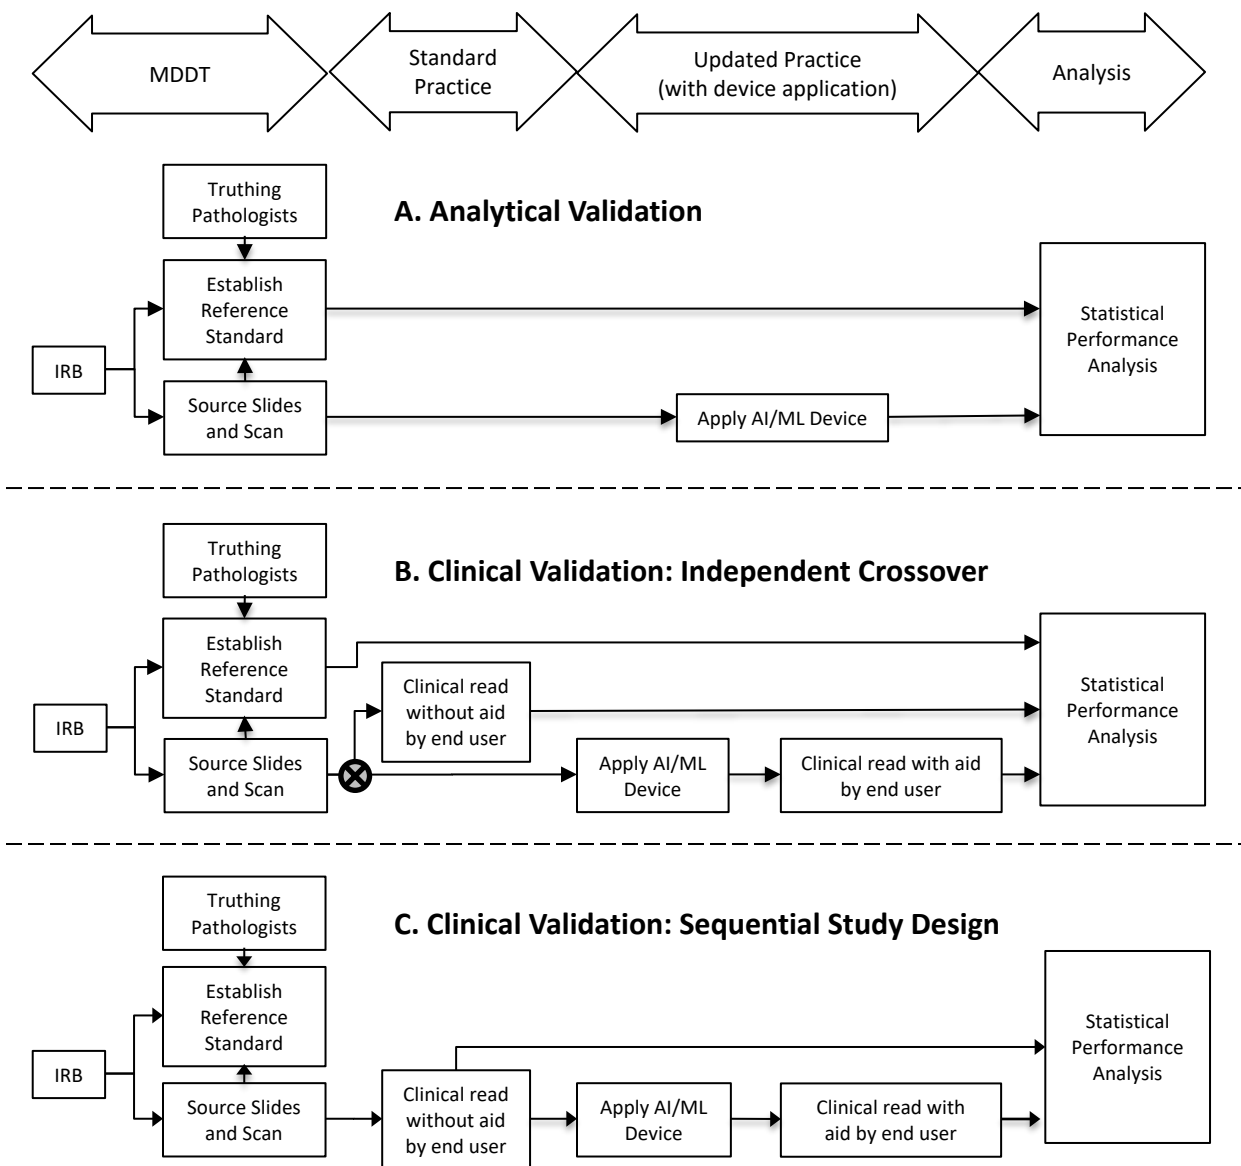 MDDT
Standard
Practice
Updated Practice
(with device application)
Analysis
A. Analytical Validation
Truthing
Pathologists
Establish
Reference
Standard
IRB
Source Slides
and Scan
Apply AI/ML Device
Statistical
Performance
Analysis
B. Clinical Validation: Independent Crossover
Truthing
Pathologists
Establish
Reference
Standard
IRB
Source Slides
and Scan
Clinical read
without aid
by end user
Apply AI/ML
Device
Clinical read with aid
by end user
Statistical
Performance
Analysis
C. Clinical Validation: Sequential Study Design
Truthing
Pathologists
Establish
Reference
Standard
IRB
Source Slides
and Scan
Clinical read
without aid
by end user
Apply AI/ML
Device
Clinical read with
aid by end user
Statistical
Performance
Analysis